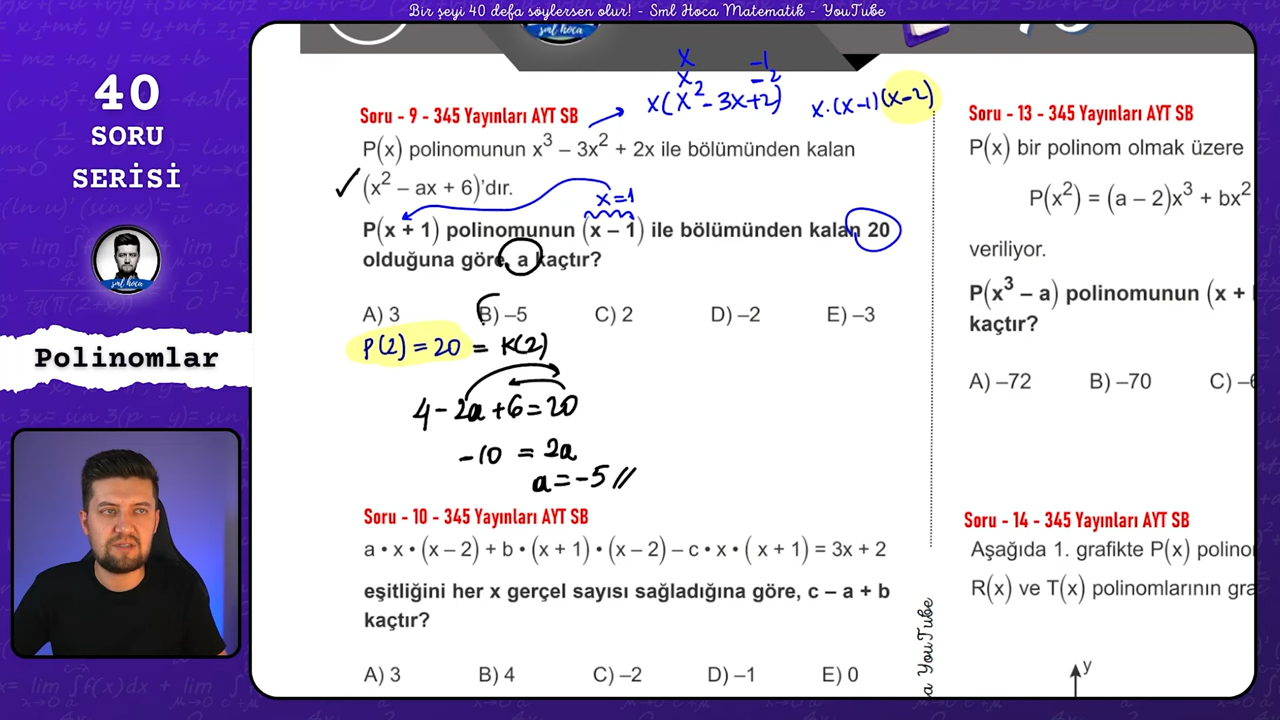 Bir şeyi 40 defa söylersen olur! - Sml Hoca Matematik - YouTube
40
SORU
SERİSİ
sml hoca
Polinomlar
sml hoca
x -1
x -2
x(x² - 3x+2) x·(x-1)(x-2)
Soru - 9 - 345 Yayınları AYT SB
P(x) polinomunun x³ – 3x² + 2x ile bölümünden kalan
(x² – ax + 6)'dır.
x=1
P(x + 1) polinomunun (x – 1) ile bölümünden kalan 20
olduğuna göre, a kaçtır?
A) 3 B) –5 C) 2 D) –2 E) –3
P(2) = 20 = K(2)
4 - 2a + 6 = 20
-10 = 2a
a = -5 //
Soru - 10 - 345 Yayınları AYT SB
a • x • (x – 2) + b • (x + 1) • (x – 2) – c • x • ( x + 1) = 3x + 2
eşitliğini her x gerçel sayısı sağladığına göre, c – a + b
kaçtır?
A) 3 B) 4 C) –2 D) –1 E) 0
a YouTube
Soru - 13 - 345 Yayınları AYT SB
P(x) bir polinom olmak üzere
P(x²) = (a – 2)x³ + bx²
veriliyor.
P(x³ – a) polinomunun (x +
kaçtır?
A) –72 B) –70 C) –6
Soru - 14 - 345 Yayınları AYT SB
Aşağıda 1. grafikte P(x) polino
R(x) ve T(x) polinomlarının gra
y